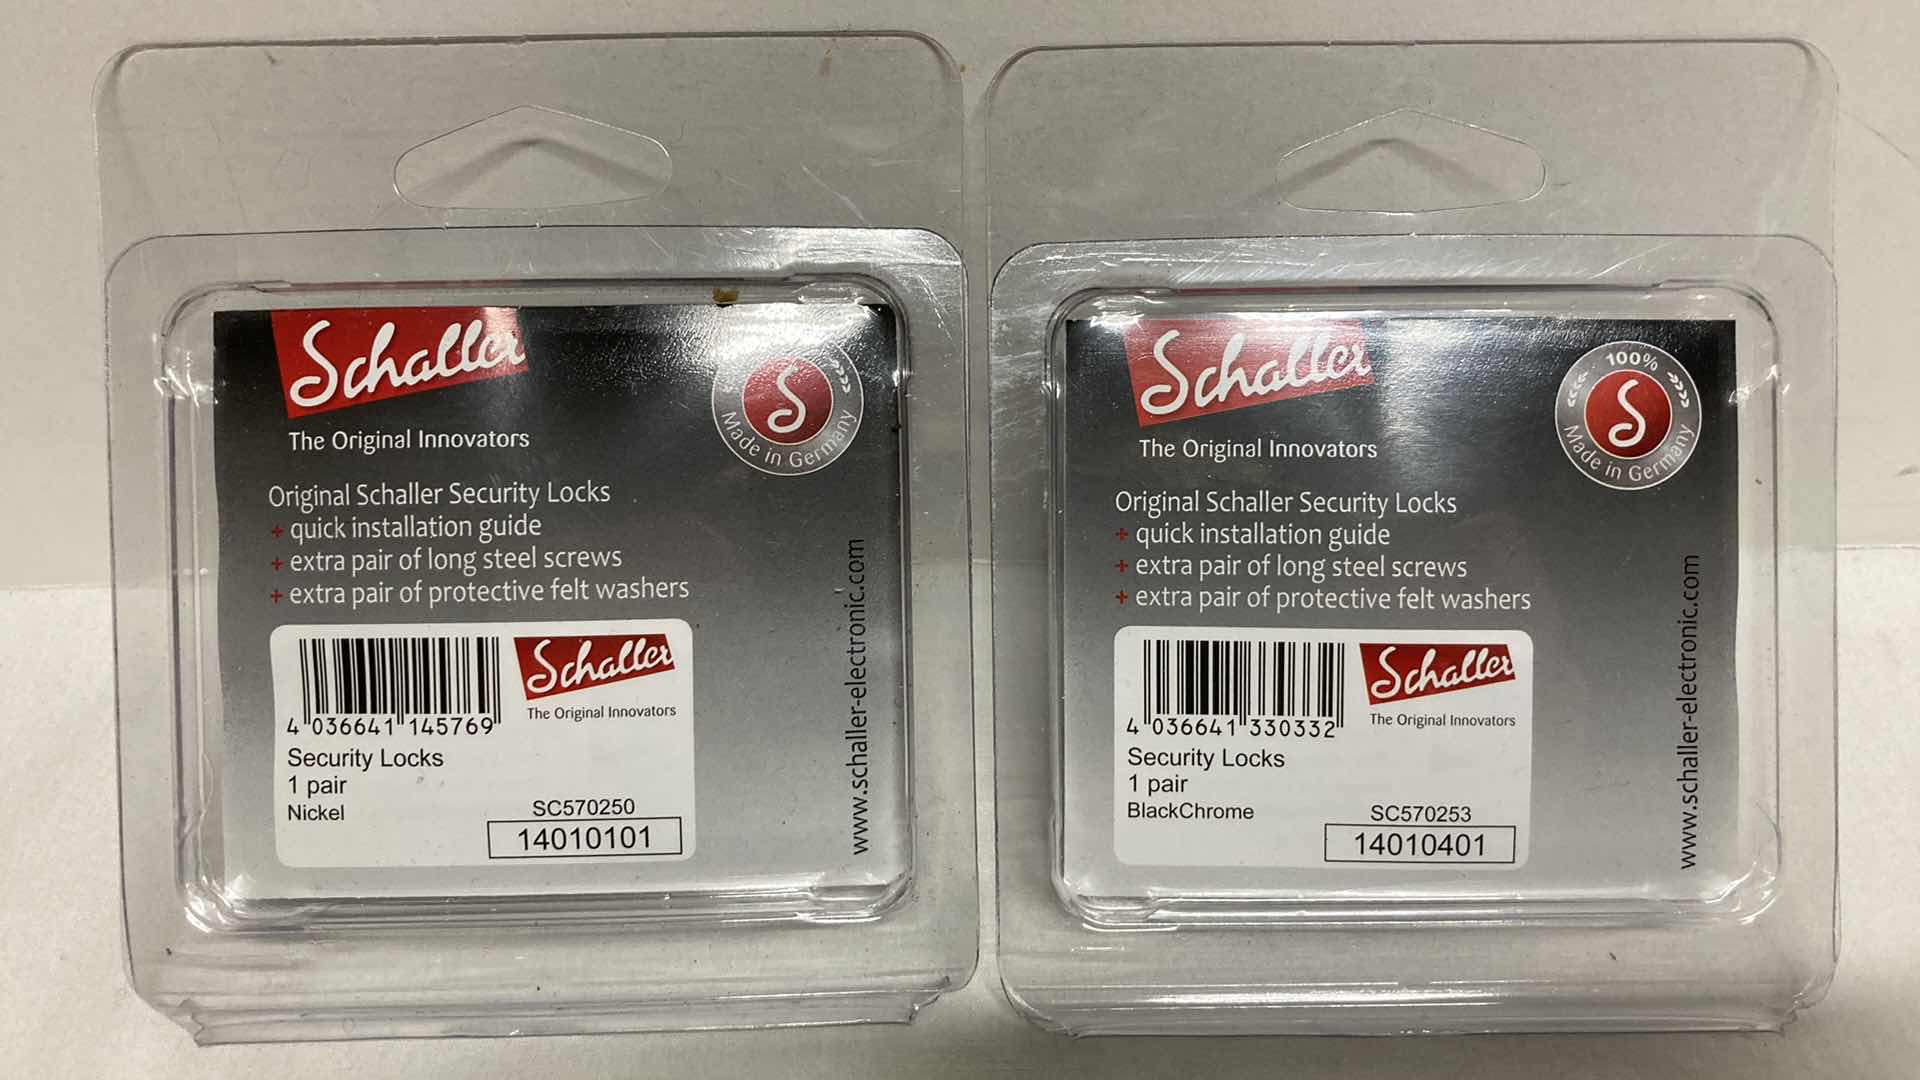 Schaller
The Original Innovators
Made in Germany
S
Original Schaller Security Locks
+ quick installation guide
+ extra pair of long steel screws
+ extra pair of protective felt washers
www.schaller-electronic.com
Schaller
The Original Innovators
4 036641 145769
Security Locks
1 pair
Nickel
SC570250
14010101
Schaller
The Original Innovators
100%
S
Made in Germany
Original Schaller Security Locks
+ quick installation guide
+ extra pair of long steel screws
+ extra pair of protective felt washers
www.schaller-electronic.com
Schaller
The Original Innovators
4 036641 330332
Security Locks
1 pair
BlackChrome
SC570253
14010401